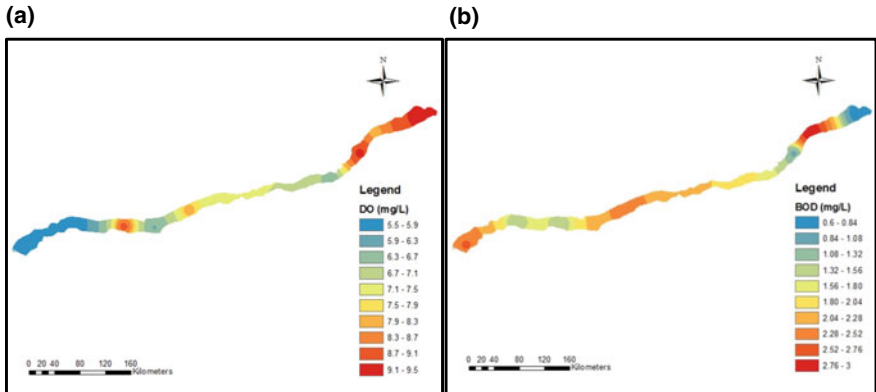 (a)
N
Legend
DO (mg/L)
5.5 - 5.9
5.9 - 6.3
6.3 - 6.7
6.7 - 7.1
7.1 - 7.5
7.5 - 7.9
7.9 - 8.3
8.3 - 8.7
8.7 - 9.1
9.1 - 9.5
0 20 40 80 120 160
Kilometers
(b)
N
Legend
BOD (mg/L)
0.6 - 0.84
0.84 - 1.08
1.08 - 1.32
1.32 - 1.56
1.56 - 1.80
1.80 - 2.04
2.04 - 2.28
2.28 - 2.52
2.52 - 2.76
2.76 - 3
0 20 40 80 120 160
Kilometers